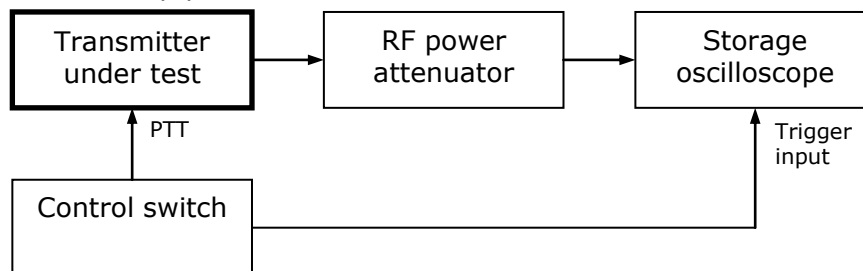 Transmitter
under test
RF power
attenuator
Storage
oscilloscope
PTT
Trigger
input
Control switch